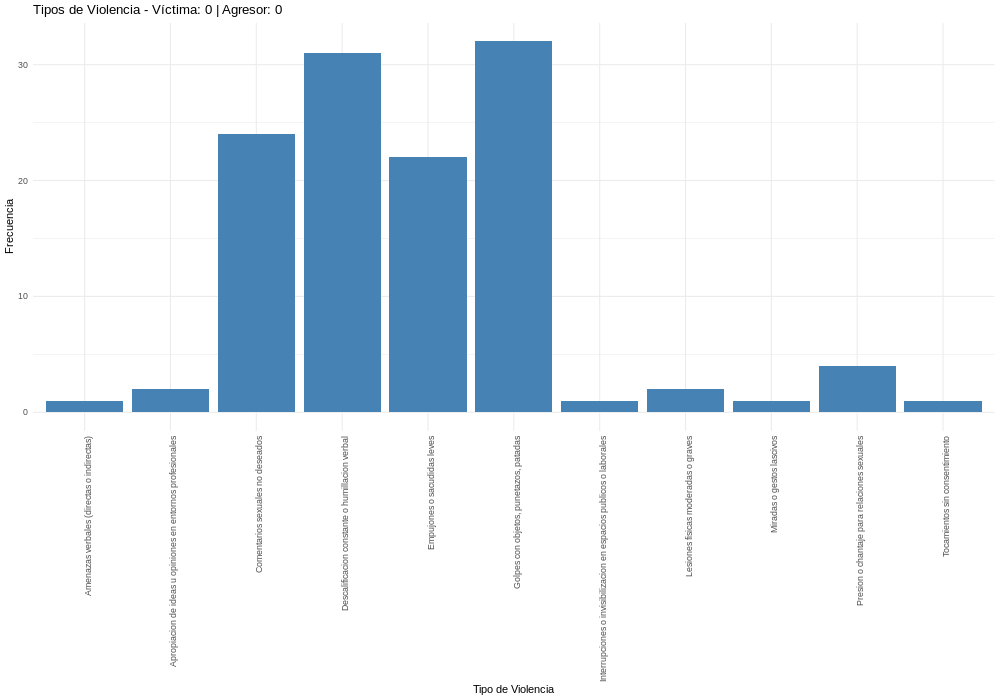 Tipos de Violencia - Víctima: 0 | Agresor: 0
Frecuencia
30
20
10
0
Amenazas verbales (directas o indirectas)
Apropiacion de ideas u opiniones en entornos profesionales
Comentarios sexuales no deseados
Descalificacion constante o humillacion verbal
Empujones o sacudidas leves
Golpes con objetos, punetazos, patadas
Interrupciones o invisibilizacion en espacios publicos o laborales
Lesiones fisicas moderadas o graves
Miradas o gestos lascivos
Presion o chantaje para relaciones sexuales
Tocamientos sin consentimiento
Tipo de Violencia